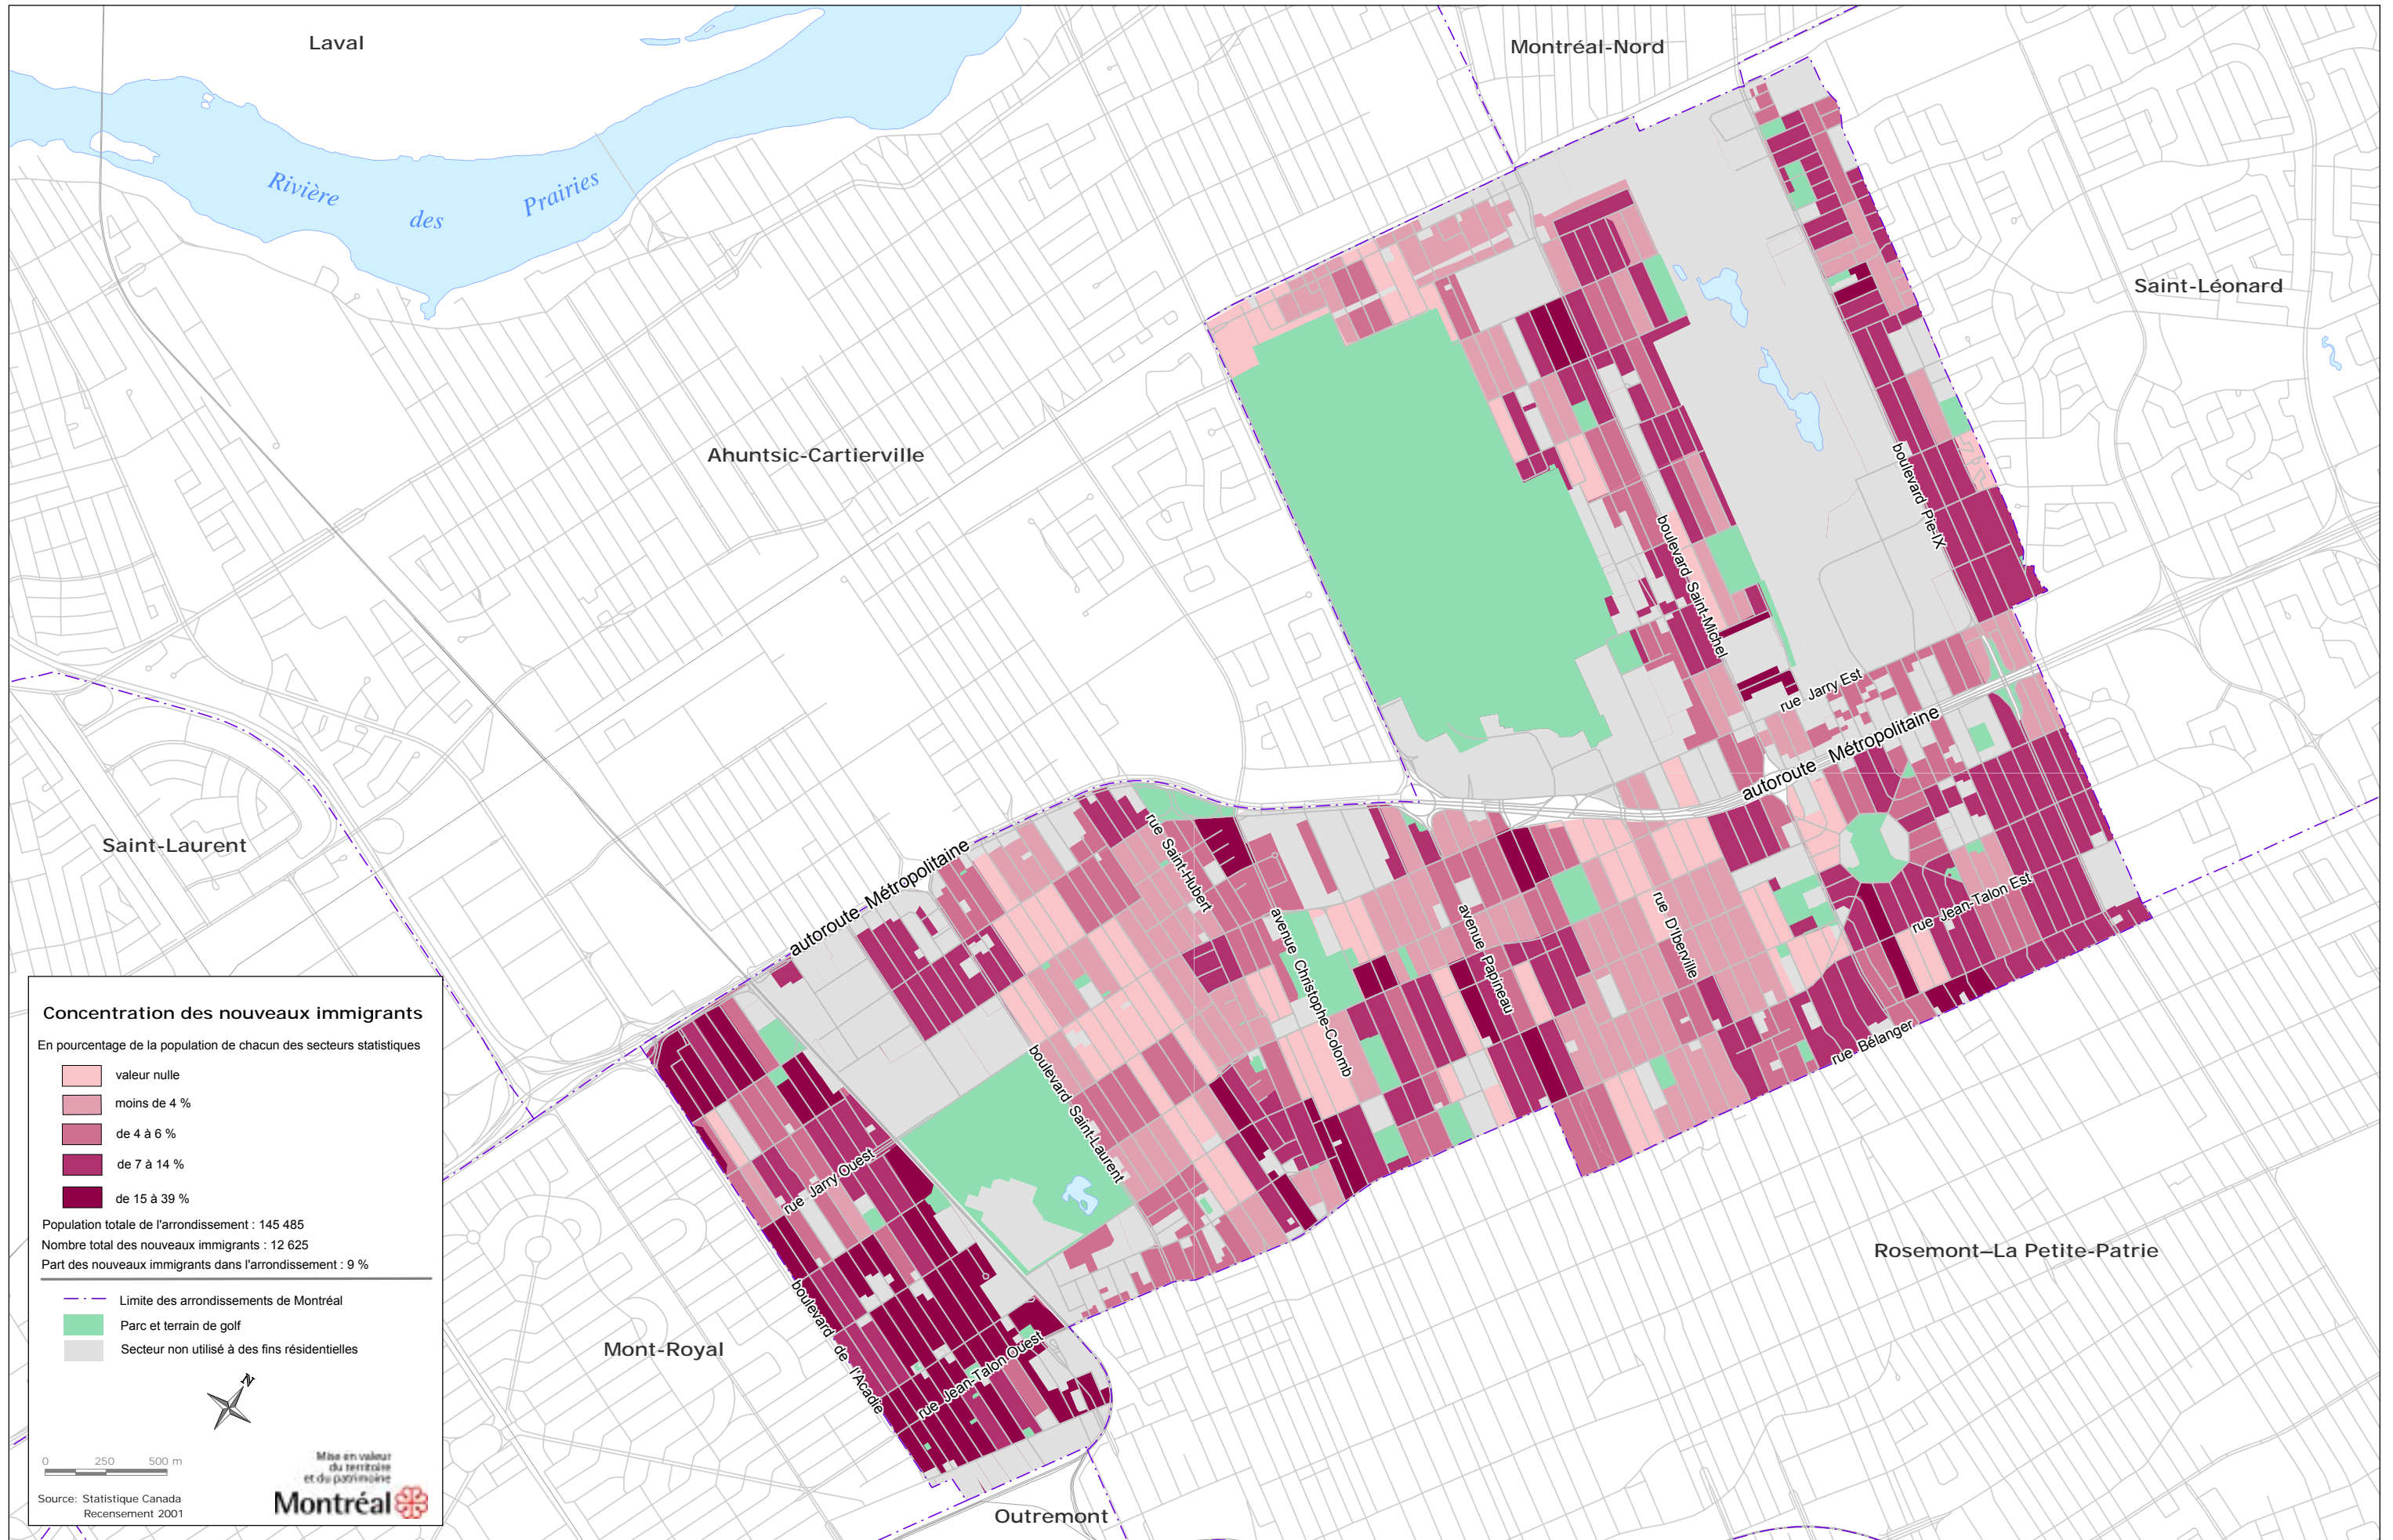 Laval
Montréal-Nord
Rivière
des
Prairies
Saint-Léonard
Ahuntsic-Cartierville
boulevard Pie-IX
boulevard Saint-Michel
rue Jarry Est
autoroute Métropolitaine
Saint-Laurent
autoroute Métropolitaine
rue Saint-Hubert
avenue Christophe-Colomb
avenue Papineau
rue D'Iberville
rue Jean-Talon Est
rue Bélanger
boulevard Saint-Laurent
rue Jarry Ouest
boulevard de l'Acadie
rue Jean-Talon Ouest
Mont-Royal
Rosemont–La Petite-Patrie
Outremont
Concentration des nouveaux immigrants
En pourcentage de la population de chacun des secteurs statistiques
valeur nulle
moins de 4 %
de 4 à 6 %
de 7 à 14 %
de 15 à 39 %
Population totale de l'arrondissement : 145 485
Nombre total des nouveaux immigrants : 12 625
Part des nouveaux immigrants dans l'arrondissement : 9 %
Limite des arrondissements de Montréal
Parc et terrain de golf
Secteur non utilisé à des fins résidentielles
N
0 250 500 m
Source: Statistique Canada
Recensement 2001
Mise en valeur
du territoire
et du patrimoine
Montréal